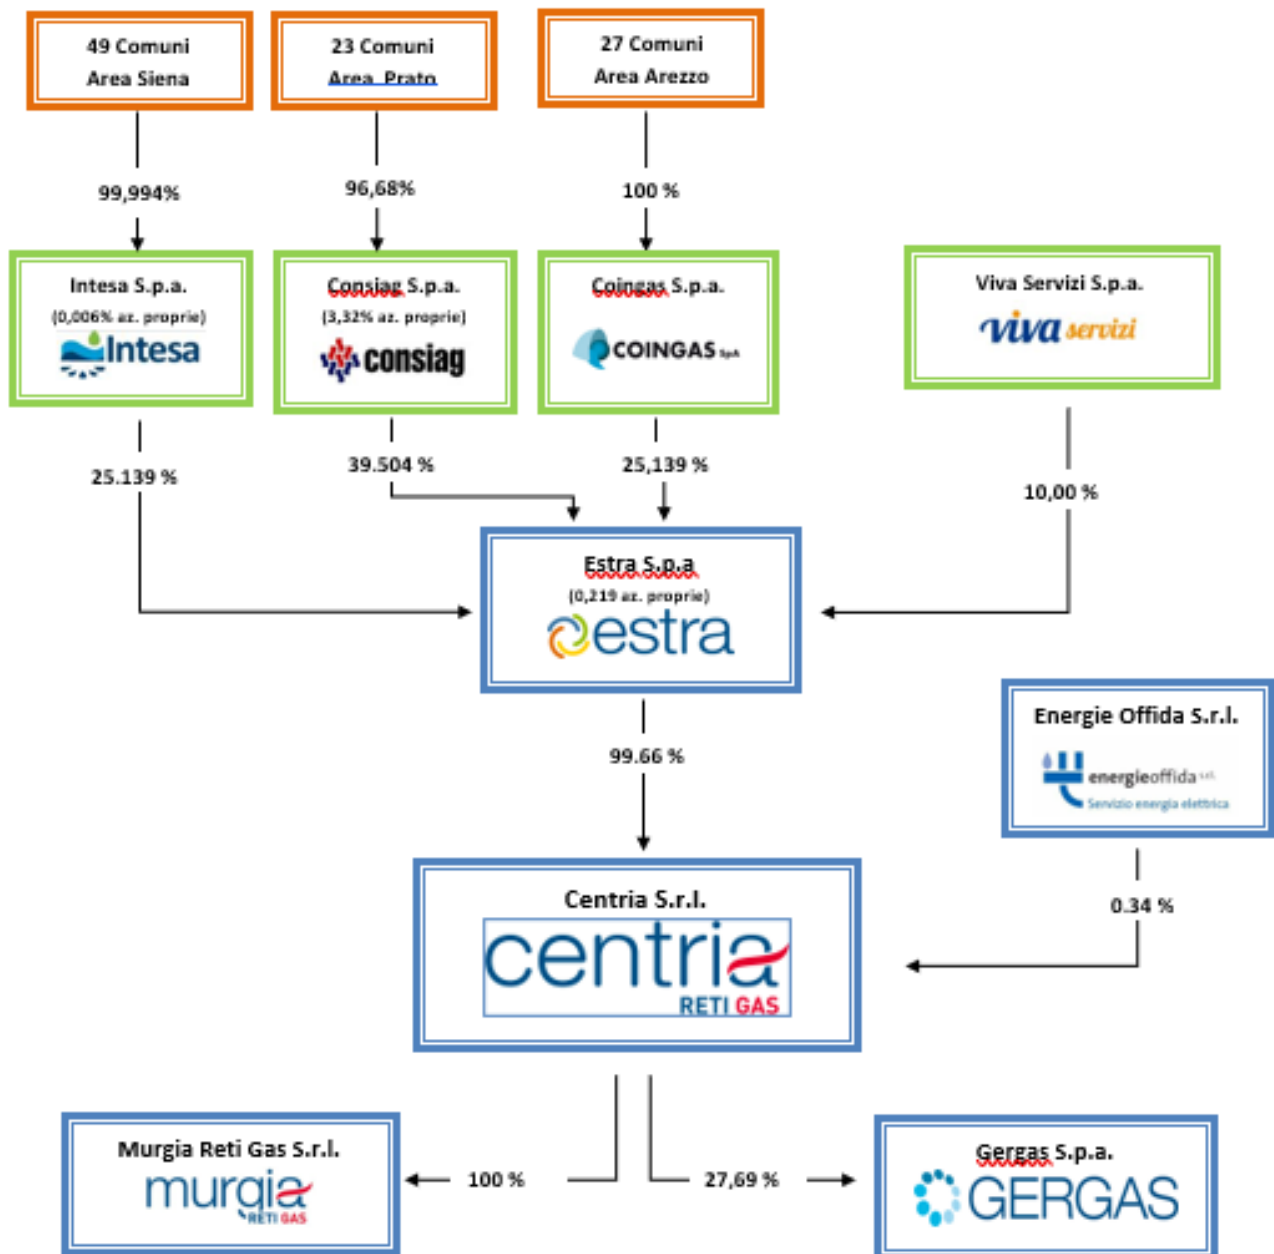 49 Comuni
Area Siena
23 Comuni
Area Prato
27 Comuni
Area Arezzo
99,994%
96,68%
100 %
Intesa S.p.a.
(0,006% az. proprie)
Intesa
Consiag S.p.a.
(3,32% az. proprie)
consiag
Coingas S.p.a.
COINGAS SpA
Viva Servizi S.p.a.
viva servizi
25.139 %
39.504 %
25,139 %
10,00 %
Estra S.p.a
(0,219 az. proprie)
estra
99.66 %
Energie Offida S.r.l.
energieoffida s.r.l.
Servizio energia elettrica
0.34 %
Centria S.r.l.
centria
RETI GAS
Murgia Reti Gas S.r.l.
murgia
RETI GAS
100 %
27,69 %
Gergas S.p.a.
GERGAS